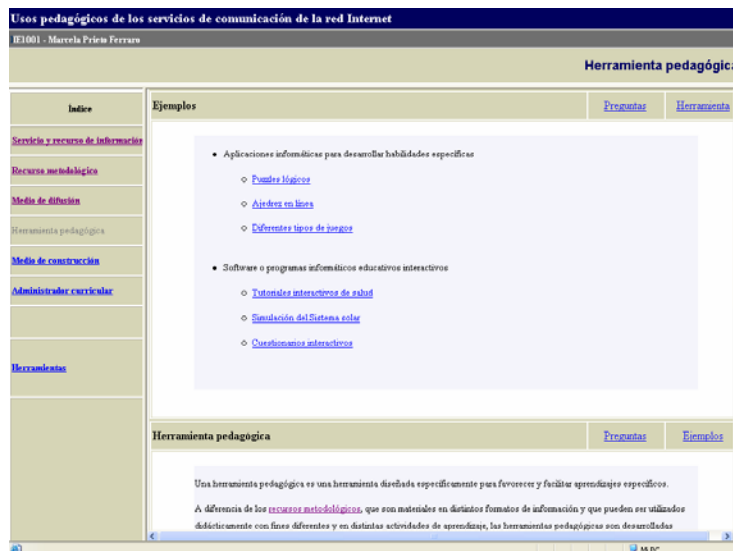 Usos pedagógicos de los servicios de comunicación de la red Internet
IE1001 - Marcela Prieto Ferraro
Herramienta pedagógic
Indice
Servicio y recurso de información
Recurso metodológico
Medio de difusión
Herramienta pedagógica
Medio de construcción
Administrador curricular
Herramientas
Ejemplos
Preguntas
Herramienta
Aplicaciones informáticas para desarrollar habilidades específicas
Puzzles lógicos
Ajedrez en línea
Diferentes tipos de juegos
Software o programas informáticos educativos interactivos
Tutoriales interactivos de salud
Simulación del Sistema solar
Cuestionarios interactivos
Herramienta pedagógica
Preguntas
Ejemplos
Una herramienta pedagógica es una herramienta diseñada específicamente para favorecer y facilitar aprendizajes específicos.
A diferencia de los recursos metodológicos, que son materiales en distintos formatos de información y que pueden ser utilizados
didácticamente con fines diferentes y en distintas actividades de aprendizaje, las herramientas pedagógicas son desarrolladas
Mi PC